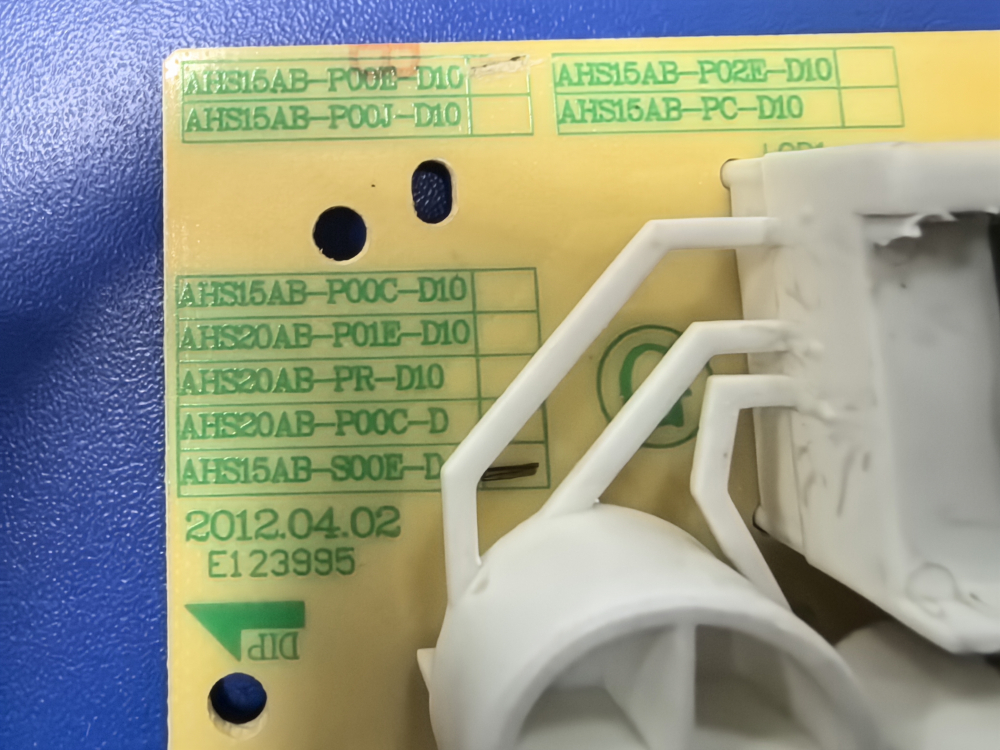 AHS15AB-P00E-D10
AHS15AB-P00J-D10
AHS15AB-P02E-D10
AHS15AB-PC-D10
AHS15AB-P00C-D10
AHS20AB-P01E-D10
AHS20AB-PR-D10
AHS20AB-P00C-D
AHS15AB-S00E-D
2012.04.02
E123995
DIP